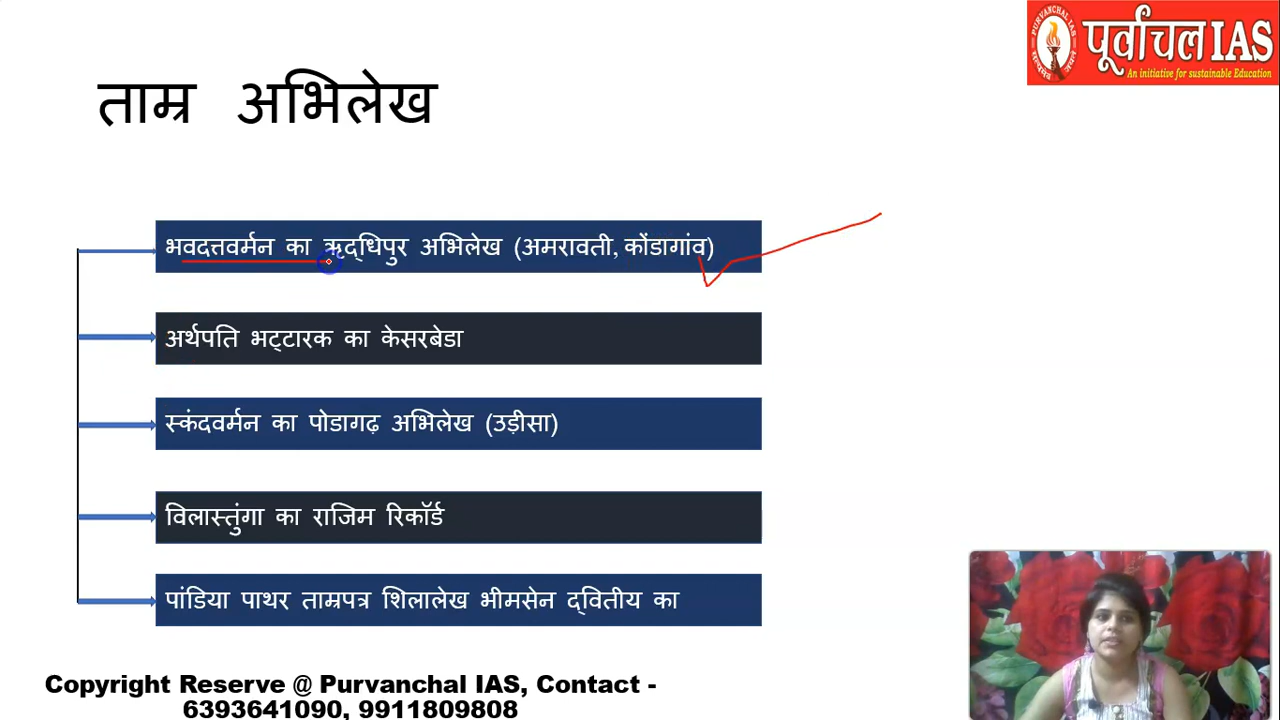 पूर्वांचल IAS
An initiative for sustainable Education
ताम्र अभिलेख
भवदत्तवर्मन का ऋद्धिपुर अभिलेख (अमरावती, कोंडागांव)
अर्थपति भट्टारक का केसरबेडा
स्कंदवर्मन का पोडागढ़ अभिलेख (उड़ीसा)
विलास्तुंगा का राजिम रिकॉर्ड
पांडिया पाथर ताम्रपत्र शिलालेख भीमसेन द्वितीय का
Copyright Reserve @ Purvanchal IAS, Contact -
6393641090, 9911809808